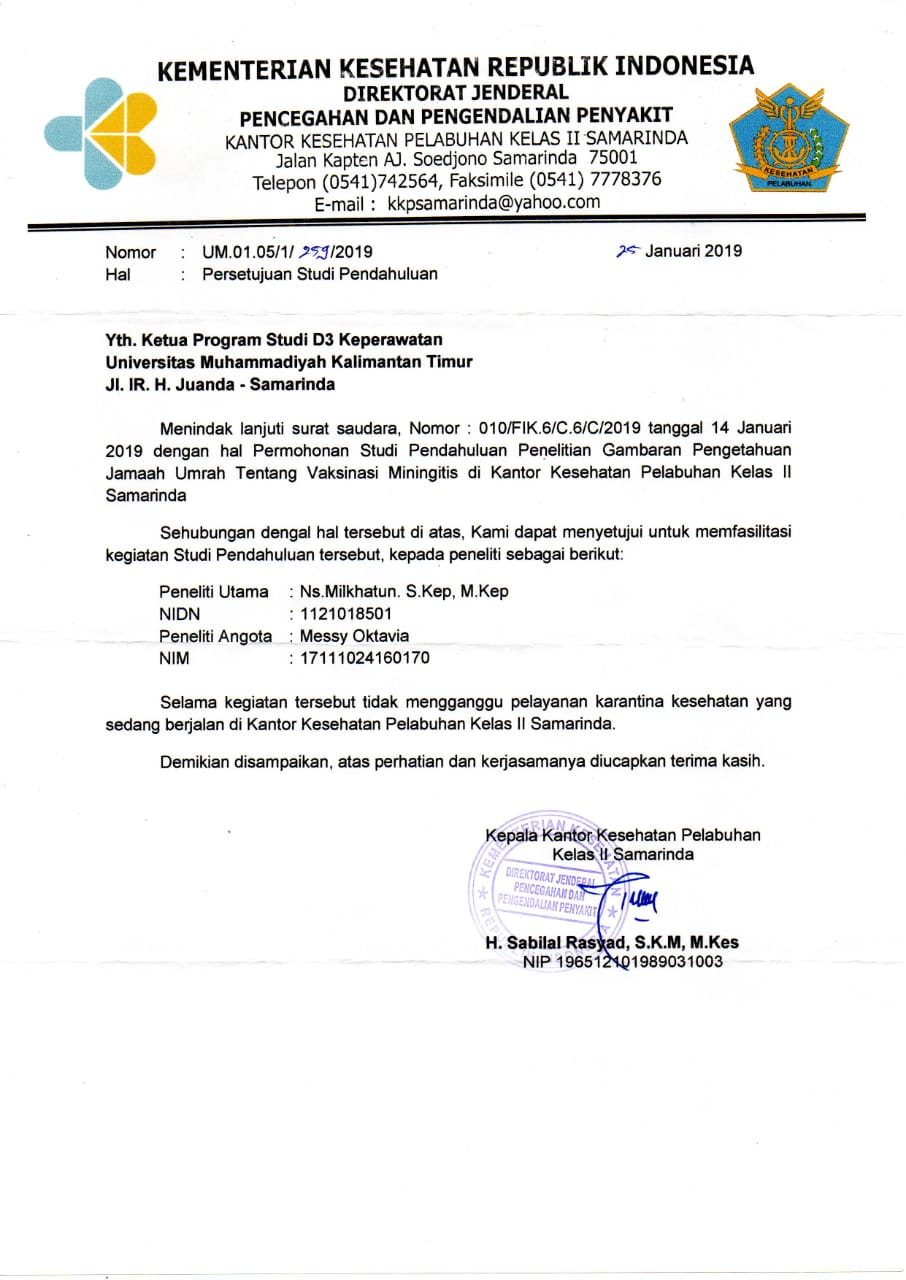 KEMENTERIAN KESEHATAN REPUBLIK INDONESIA
DIREKTORAT JENDERAL
PENCEGAHAN DAN PENGENDALIAN PENYAKIT
KANTOR KESEHATAN PELABUHAN KELAS II SAMARINDA
Jalan Kapten AJ. Soedjono Samarinda 75001
Telepon (0541)742564, Faksimile (0541) 7778376
E-mail : kkpsamarinda@yahoo.com
KESEHATAN
PELABUHAN
Nomor : UM.01.05/1/ 259/2019 25 Januari 2019
Hal : Persetujuan Studi Pendahuluan
Yth. Ketua Program Studi D3 Keperawatan
Universitas Muhammadiyah Kalimantan Timur
Jl. IR. H. Juanda - Samarinda
Menindak lanjuti surat saudara, Nomor : 010/FIK.6/C.6/C/2019 tanggal 14 Januari
2019 dengan hal Permohonan Studi Pendahuluan Penelitian Gambaran Pengetahuan
Jamaah Umrah Tentang Vaksinasi Miningitis di Kantor Kesehatan Pelabuhan Kelas II
Samarinda
Sehubungan dengal hal tersebut di atas, Kami dapat menyetujui untuk memfasilitasi
kegiatan Studi Pendahuluan tersebut, kepada peneliti sebagai berikut:
Peneliti Utama : Ns.Milkhatun. S.Kep, M.Kep
NIDN : 1121018501
Peneliti Angota : Messy Oktavia
NIM : 17111024160170
Selama kegiatan tersebut tidak mengganggu pelayanan karantina kesehatan yang
sedang berjalan di Kantor Kesehatan Pelabuhan Kelas II Samarinda.
Demikian disampaikan, atas perhatian dan kerjasamanya diucapkan terima kasih.
Kepala Kantor Kesehatan Pelabuhan
Kelas II Samarinda
KEMENTERIAN KESEHATAN
DIREKTORAT JENDERAL
PENCEGAHAN DAN
PENGENDALIAN PENYAKIT
H. Sabilal Rasyad, S.K.M, M.Kes
NIP 196512101989031003